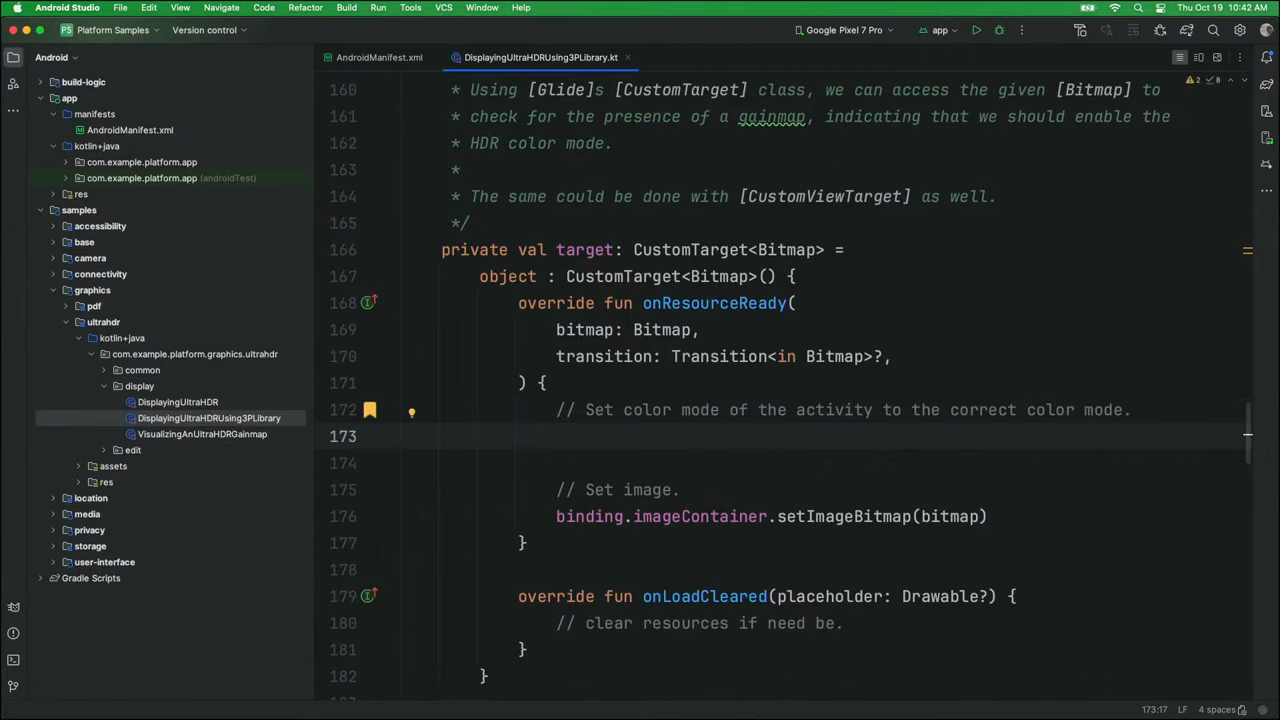 Android Studio File Edit View Navigate Code Refactor Build Run Tools VCS Window Help Thu Oct 19 10:42 AM
PS Platform Samples Version control Google Pixel 7 Pro app
Android
AndroidManifest.xml DisplayingUltraHDRUsing3PLibrary.kt
build-logic
app
manifests
AndroidManifest.xml
kotlin+java
com.example.platform.app
com.example.platform.app (androidTest)
res
samples
accessibility
base
camera
connectivity
graphics
pdf
ultrahdr
kotlin+java
com.example.platform.graphics.ultrahdr
common
display
DisplayingUltraHDR
DisplayingUltraHDRUsing3PLibrary
VisualizingAnUltraHDRGainmap
edit
assets
res
location
media
privacy
storage
user-interface
Gradle Scripts
2 8
160 * Using [Glide]s [CustomTarget] class, we can access the given [Bitmap] to
161 * check for the presence of a gainmap, indicating that we should enable the
162 * HDR color mode.
163 *
164 * The same could be done with [CustomViewTarget] as well.
165 */
166 private val target: CustomTarget<Bitmap> =
167 object : CustomTarget<Bitmap>() {
168 override fun onResourceReady(
169 bitmap: Bitmap,
170 transition: Transition<in Bitmap>?,
171 ) {
172 // Set color mode of the activity to the correct color mode.
173
174
175 // Set image.
176 binding.imageContainer.setImageBitmap(bitmap)
177 }
178
179 override fun onLoadCleared(placeholder: Drawable?) {
180 // clear resources if need be.
181 }
182 }
173:17 LF 4 spaces